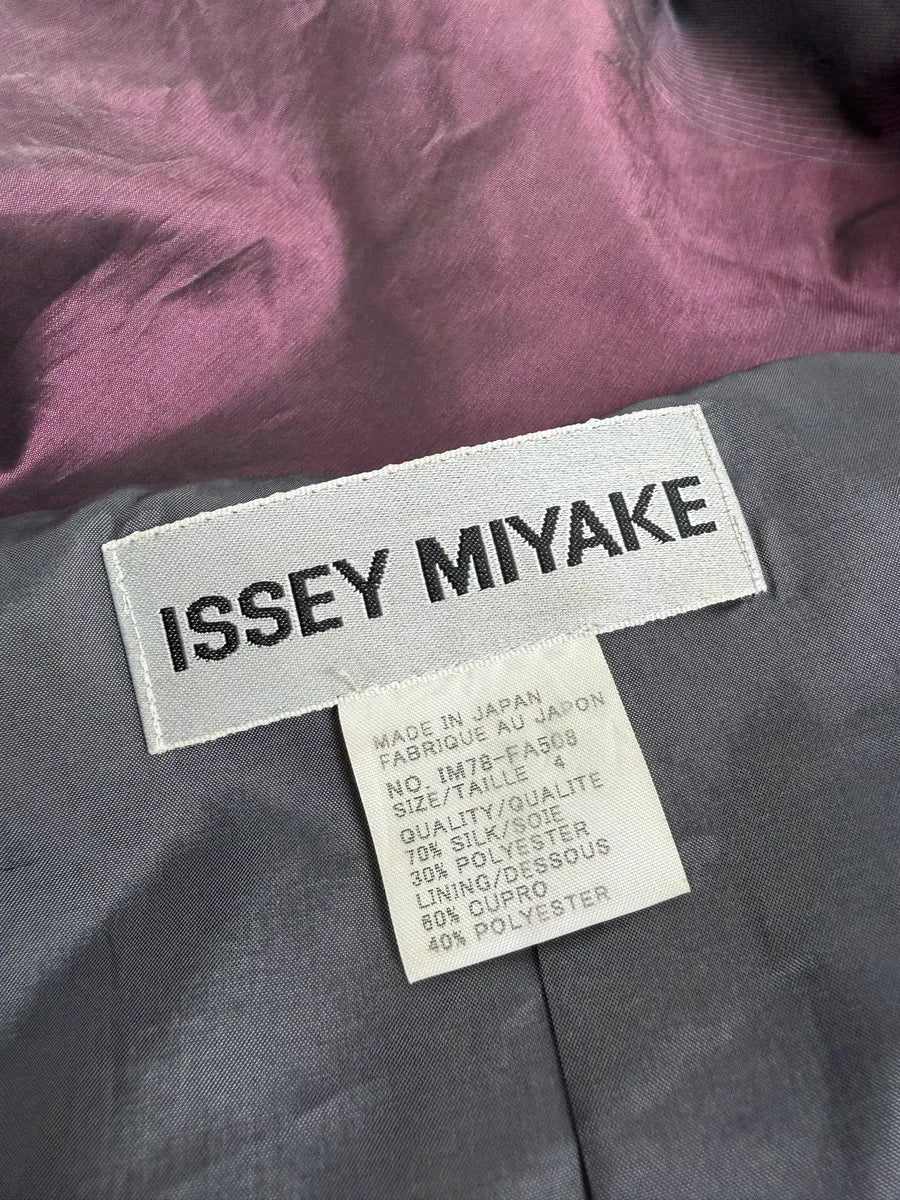 ISSEY MIYAKE
MADE IN JAPAN
FABRIQUE AU JAPON
NO. IM78-FA508
SIZE/TAILLE 4
QUALITY/QUALITE
70% SILK/SOIE
30% POLYESTER
LINING/DESSOUS
60% CUPRO
40% POLYESTER